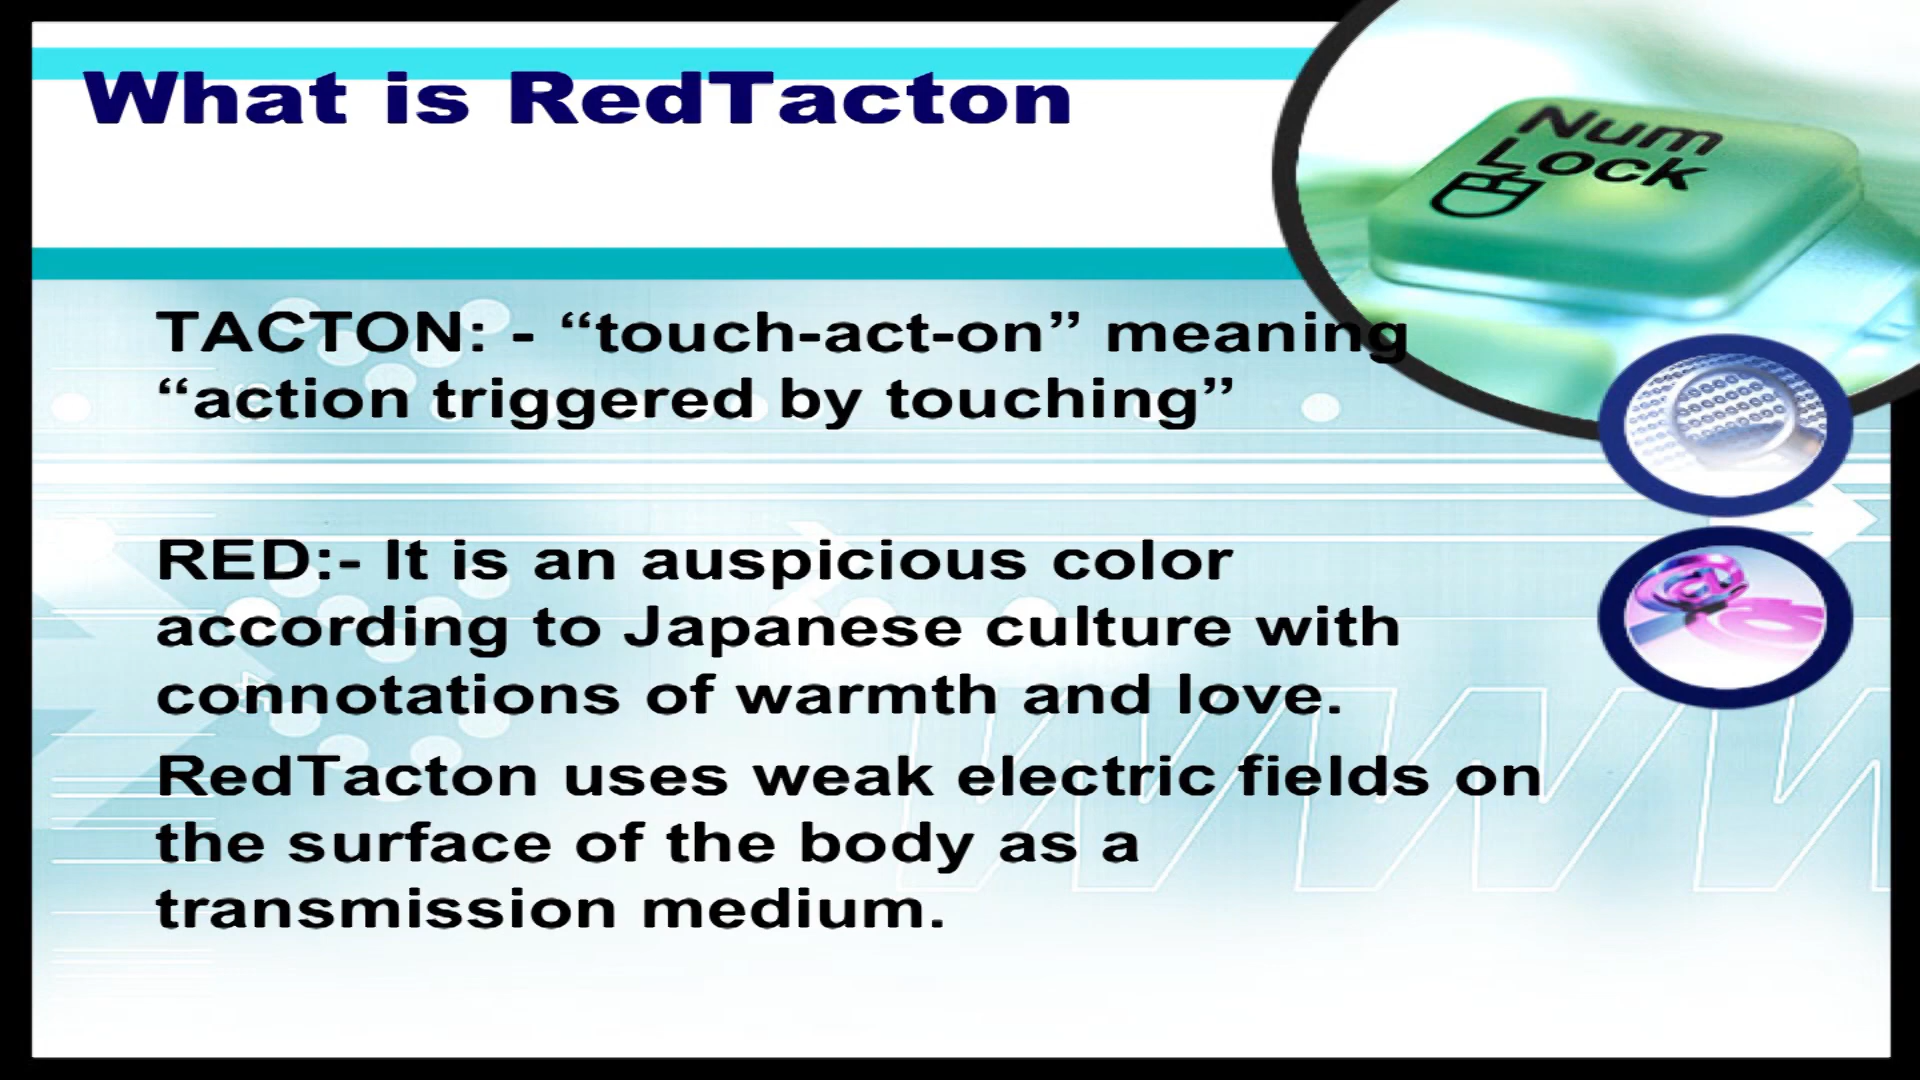 What is RedTacton
Num
Lock
TACTON: - “touch-act-on” meaning
“action triggered by touching”
RED:- It is an auspicious color
according to Japanese culture with
connotations of warmth and love.
RedTacton uses weak electric fields on
the surface of the body as a
transmission medium.
@
www